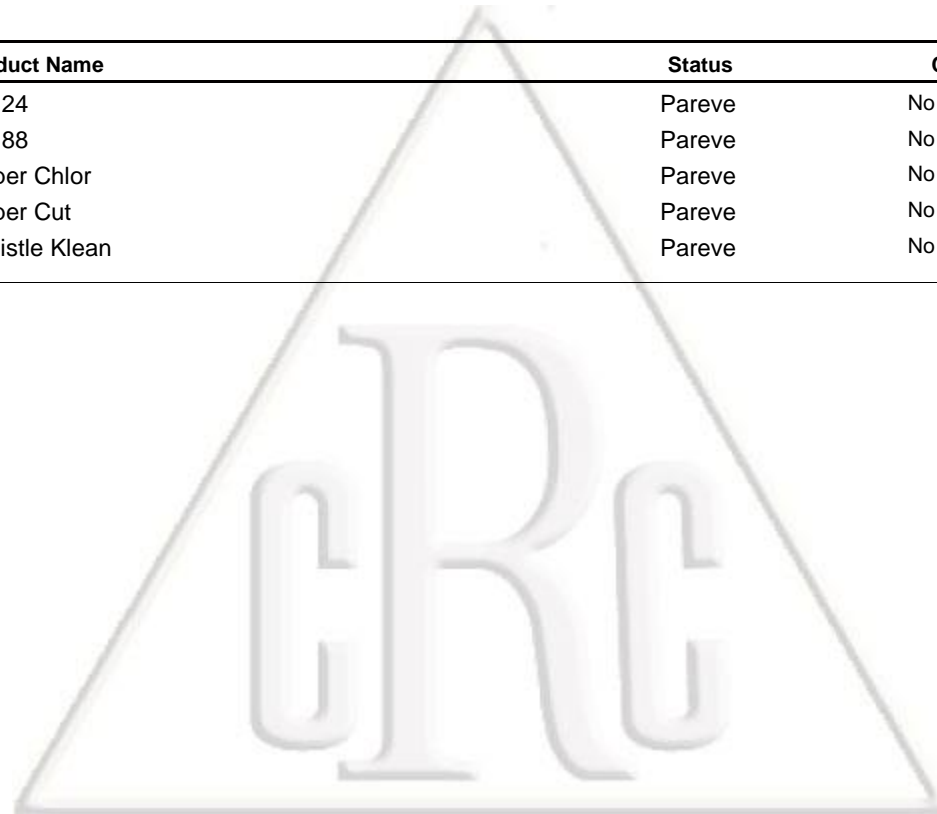 duct Name Status C
24 Pareve No
88 Pareve No
per Chlor Pareve No
per Cut Pareve No
istle Klean Pareve No
cRc